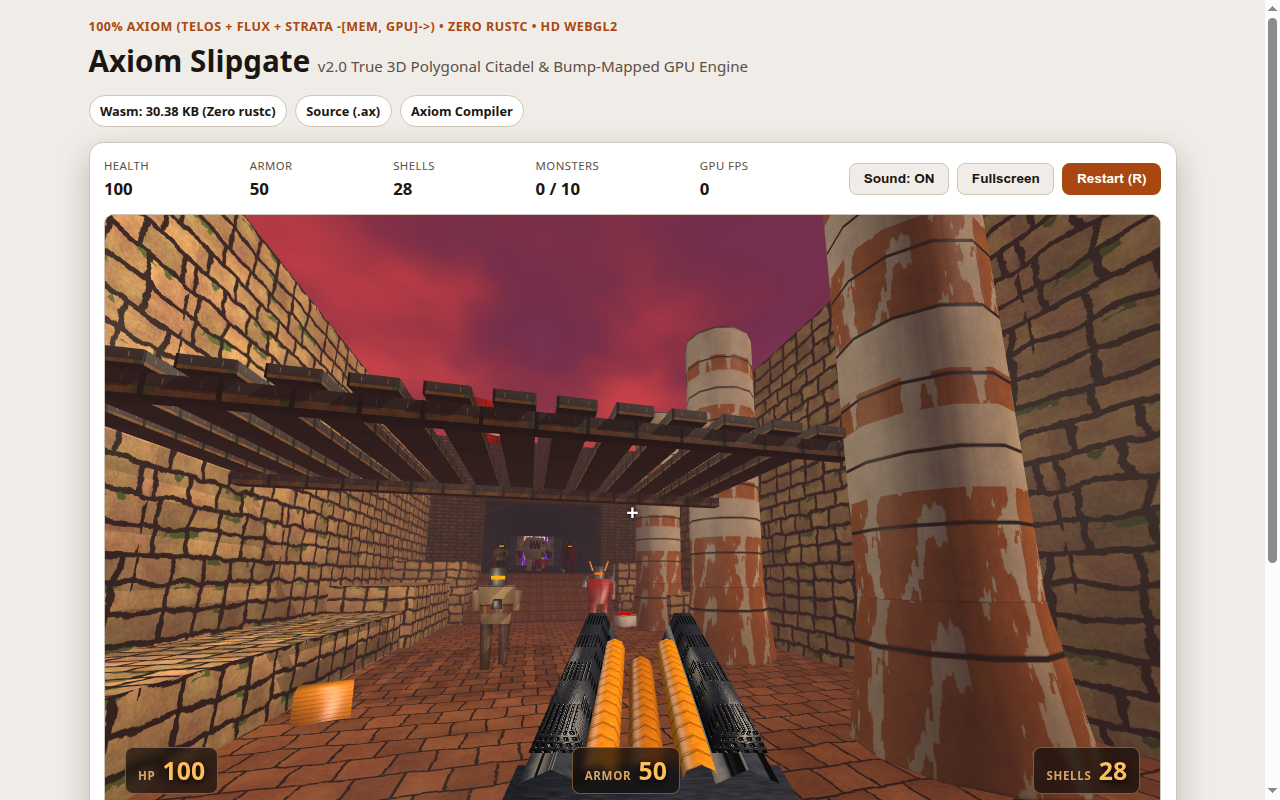 100% AXIOM (TELOS + FLUX + STRATA -[MEM, GPU]->) • ZERO RUSTC • HD WEBGL2
Axiom Slipgate v2.0 True 3D Polygonal Citadel & Bump-Mapped GPU Engine
Wasm: 30.38 KB (Zero rustc) Source (.ax) Axiom Compiler
HEALTH ARMOR SHELLS MONSTERS GPU FPS
100 50 28 0 / 10 0
Sound: ON Fullscreen Restart (R)
HP 100 ARMOR 50 SHELLS 28